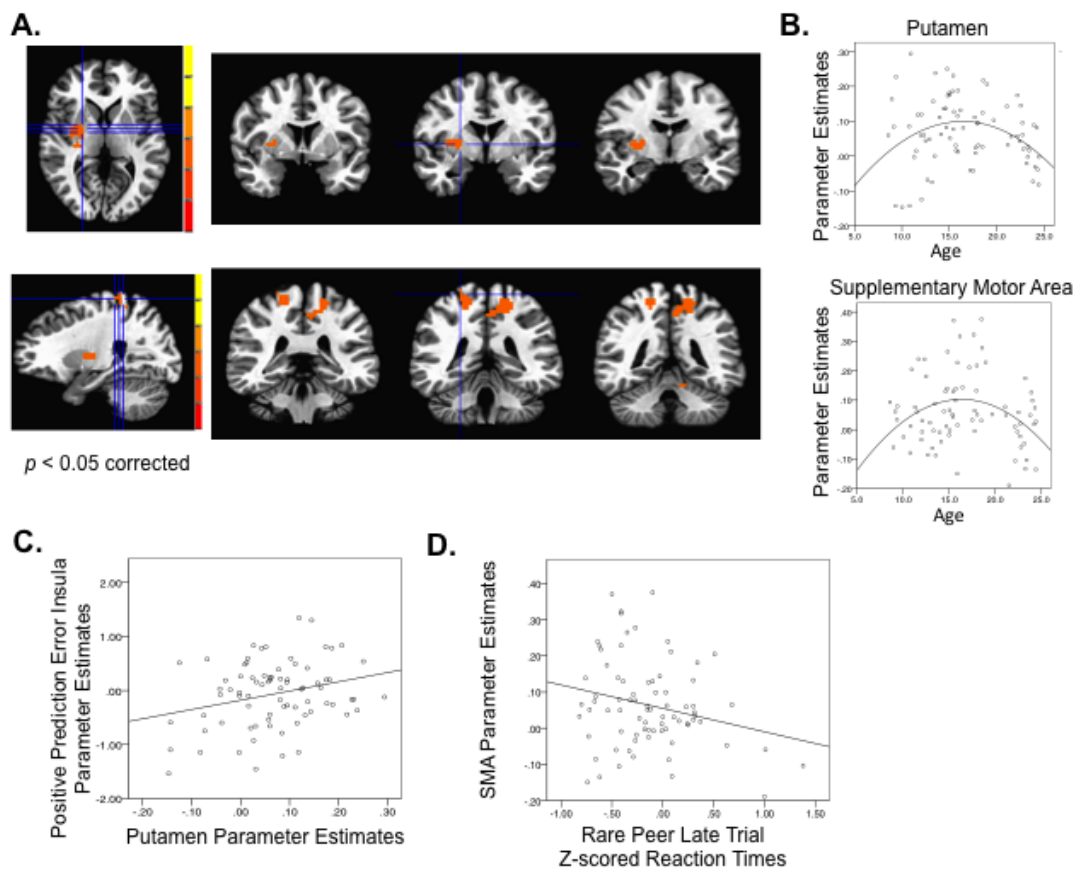 A.
p < 0.05 corrected
B.
Putamen
Parameter Estimates
.30
.20
.10
.00
-.10
-.20
5.0
10.0
15.0
20.0
25.0
Age
Supplementary Motor Area
Parameter Estimates
.40
.30
.20
.10
.00
-.10
-.20
5.0
10.0
15.0
20.0
25.0
Age
C.
Positive Prediction Error Insula
Parameter Estimates
2.00
1.00
.00
-1.00
-2.00
-.20
-.10
.00
.10
.20
.30
Putamen Parameter Estimates
D.
SMA Parameter Estimates
.40
.30
.20
.10
.00
-.10
-.20
-1.00
-.50
.00
.50
1.00
1.50
Rare Peer Late Trial
Z-scored Reaction Times